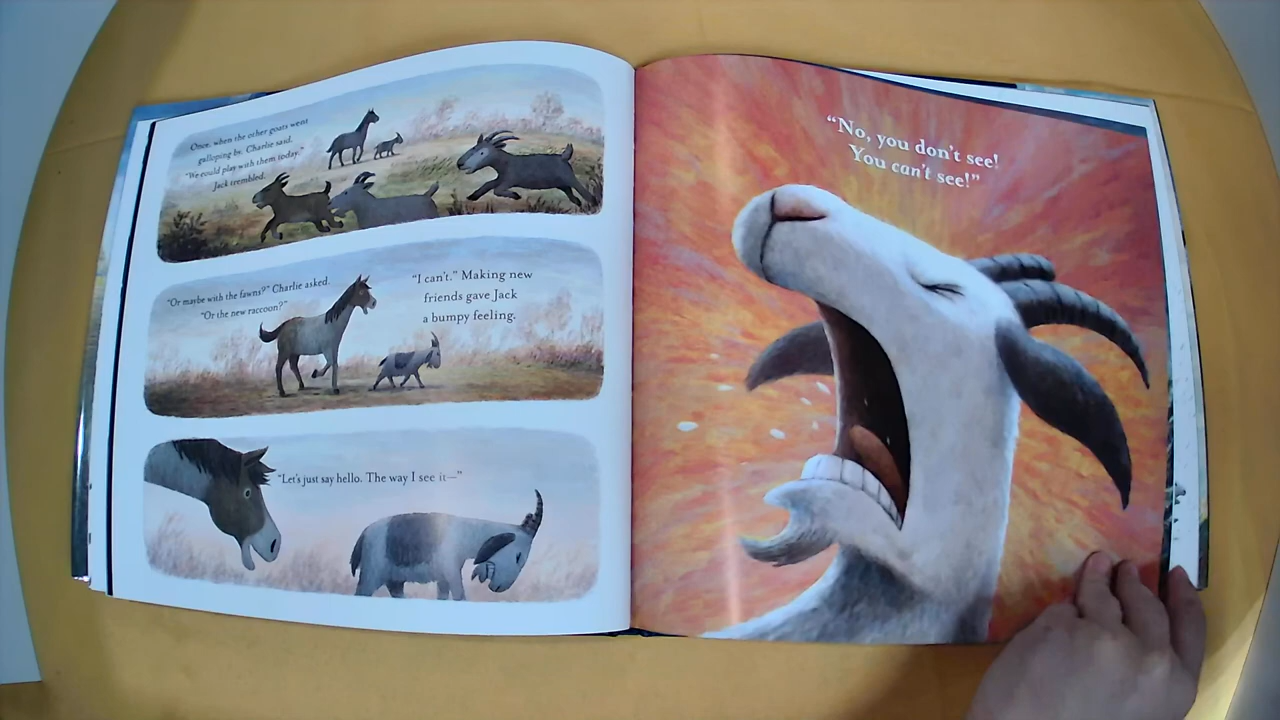 Once, when the other goats went
galloping by, Charlie said,
"We could play with them today."
Jack trembled.
"Or maybe with the fawns?" Charlie asked.
"Or the new raccoon?"
"I can't." Making new
friends gave Jack
a bumpy feeling.
"Let's just say hello. The way I see it—"
"No, you don't see!
You can't see!"